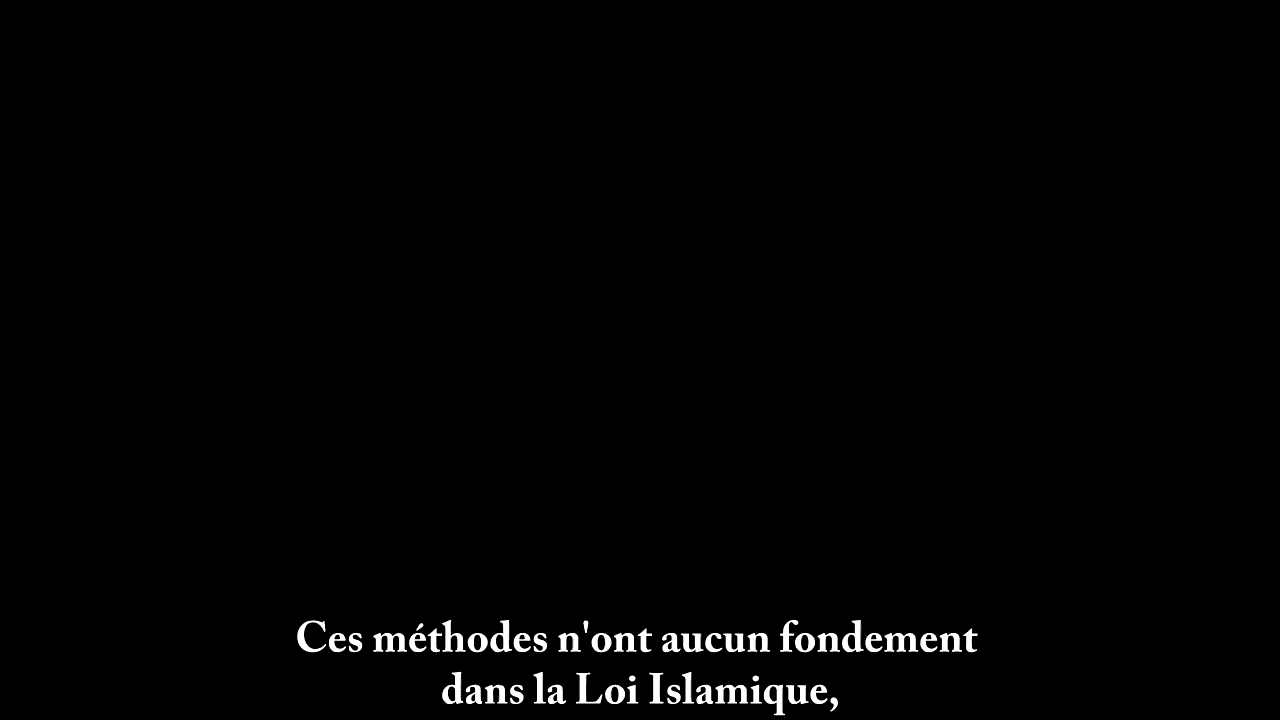 Ces méthodes n'ont aucun fondement
dans la Loi Islamique,